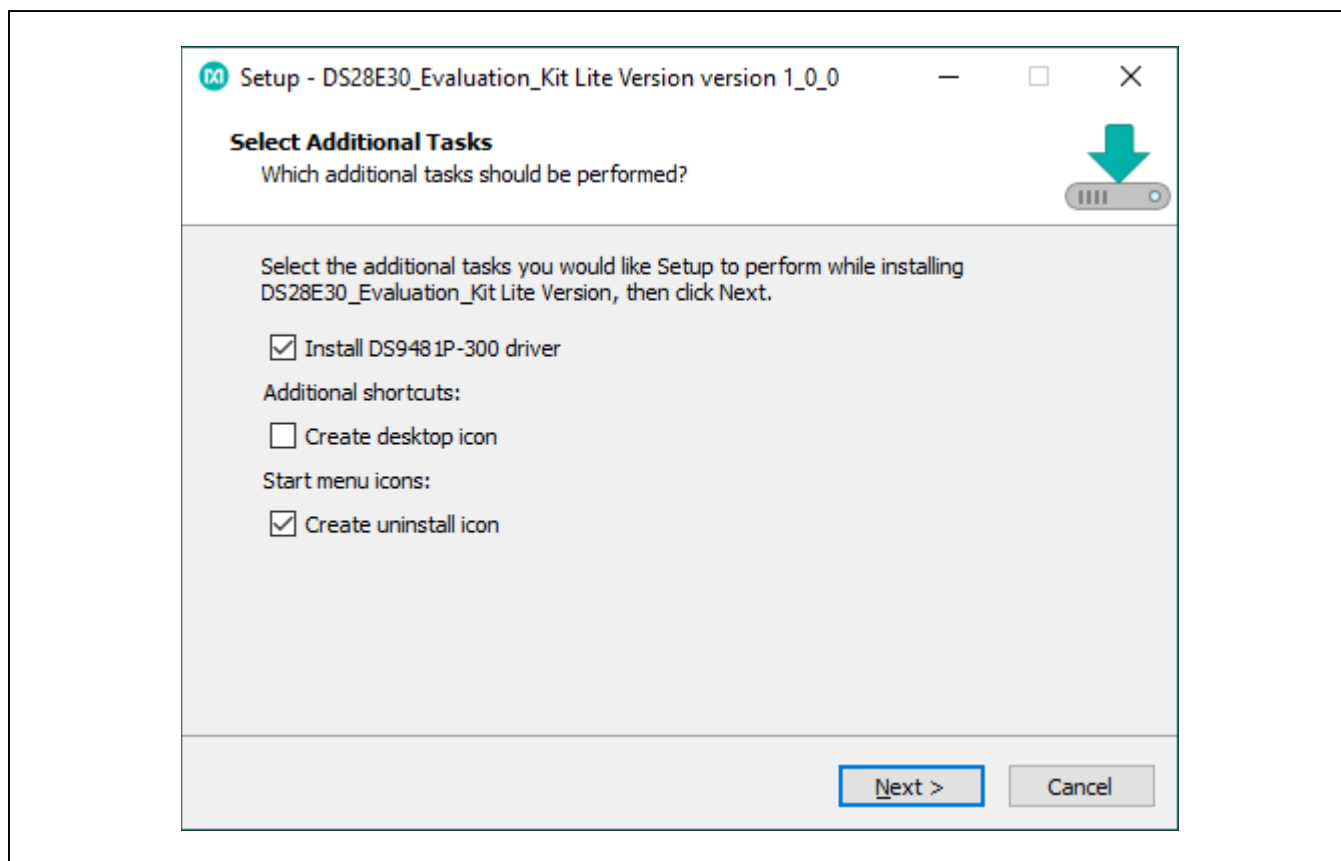 Setup - DS28E30_Evaluation_Kit Lite Version version 1_0_0
Select Additional Tasks
Which additional tasks should be performed?
Select the additional tasks you would like Setup to perform while installing
DS28E30_Evaluation_Kit Lite Version, then click Next.
Install DS9481P-300 driver
Additional shortcuts:
Create desktop icon
Start menu icons:
Create uninstall icon
Next >
Cancel